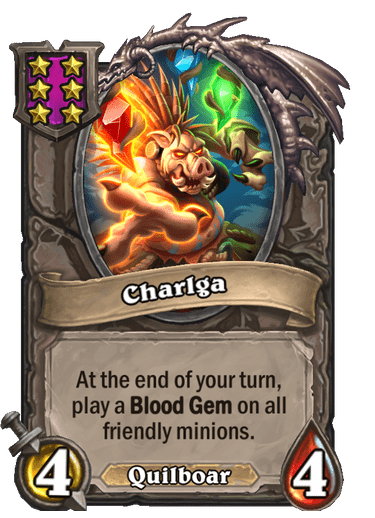 Charlga
At the end of your turn,
play a Blood Gem on all
friendly minions.
4
Quilboar
4